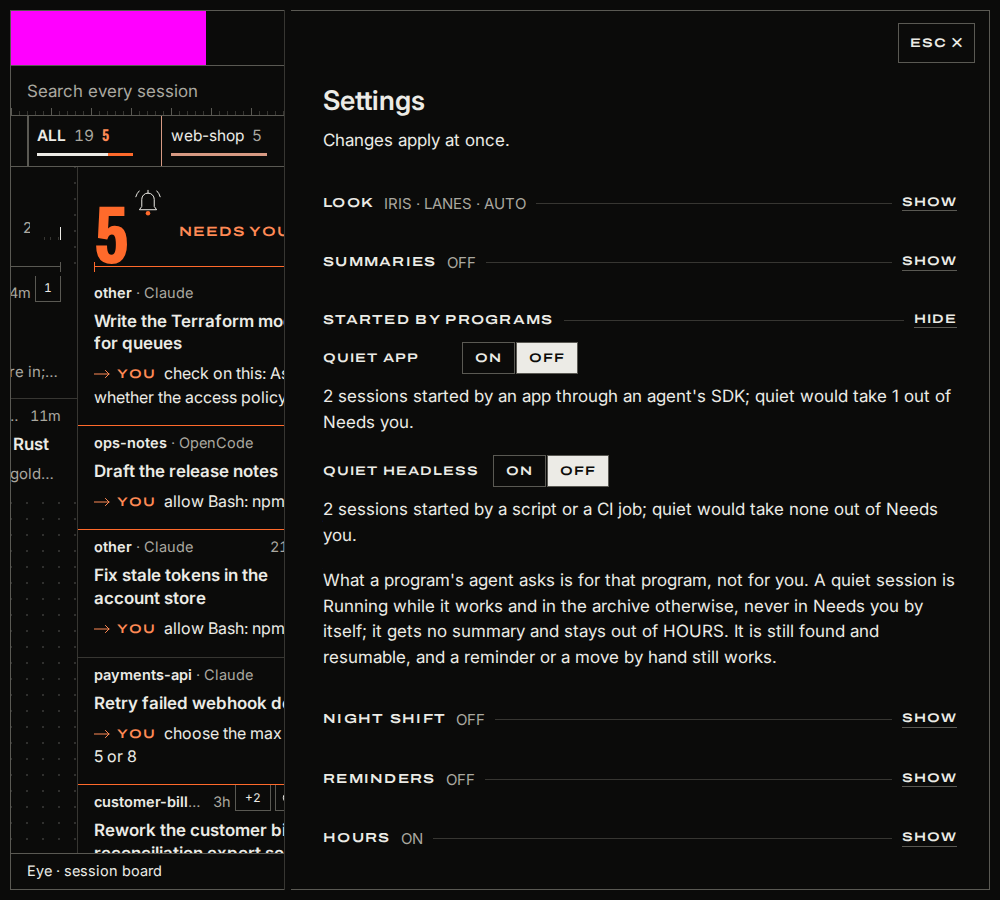 ESC ✕
Search every session
ALL 19 5
web-shop 5
5
NEEDS YOU
4m 1
re in;...
.. 11m
Rust
gold...
other · Claude
Write the Terraform
for queues
→ YOU check on this:
whether the access policy
ops-notes · OpenCode
Draft the release notes
→ YOU allow Bash: npm
other · Claude
Fix stale tokens in the
account store
→ YOU allow Bash: npm
payments-api · Claude
Retry failed webhook
→ YOU choose the max
5 or 8
customer-bill... 3h +2
Rework the customer
Eye · session board
Settings
Changes apply at once.
LOOK IRIS · LANES · AUTO SHOW
SUMMARIES OFF SHOW
STARTED BY PROGRAMS HIDE
QUIET APP ON OFF
2 sessions started by an app through an agent's SDK; quiet would take 1 out of
Needs you.
QUIET HEADLESS ON OFF
2 sessions started by a script or a CI job; quiet would take none out of Needs
you.
What a program's agent asks is for that program, not for you. A quiet session is
Running while it works and in the archive otherwise, never in Needs you by
itself; it gets no summary and stays out of HOURS. It is still found and
resumable, and a reminder or a move by hand still works.
NIGHT SHIFT OFF SHOW
REMINDERS OFF SHOW
HOURS ON SHOW